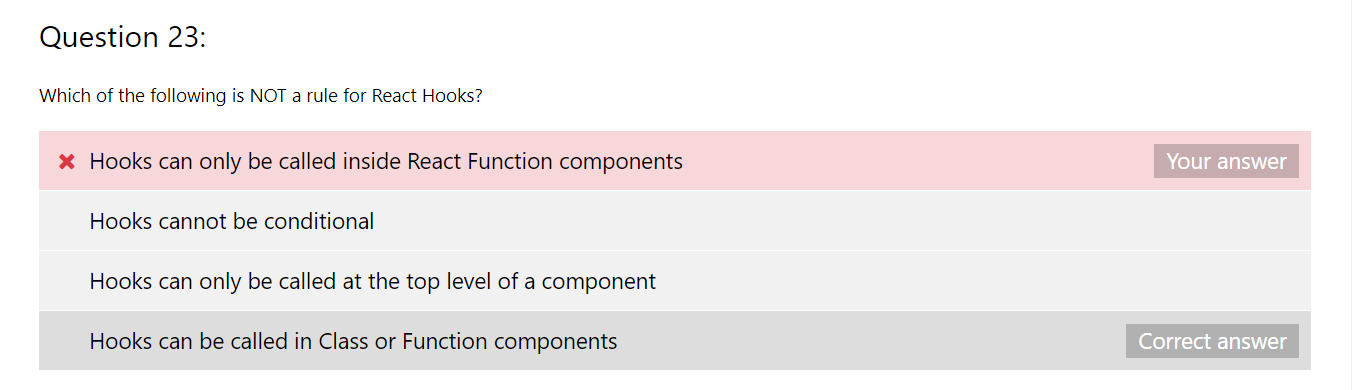 Question 23:
Which of the following is NOT a rule for React Hooks?
Hooks can only be called inside React Function components Your answer
Hooks cannot be conditional
Hooks can only be called at the top level of a component
Hooks can be called in Class or Function components Correct answer